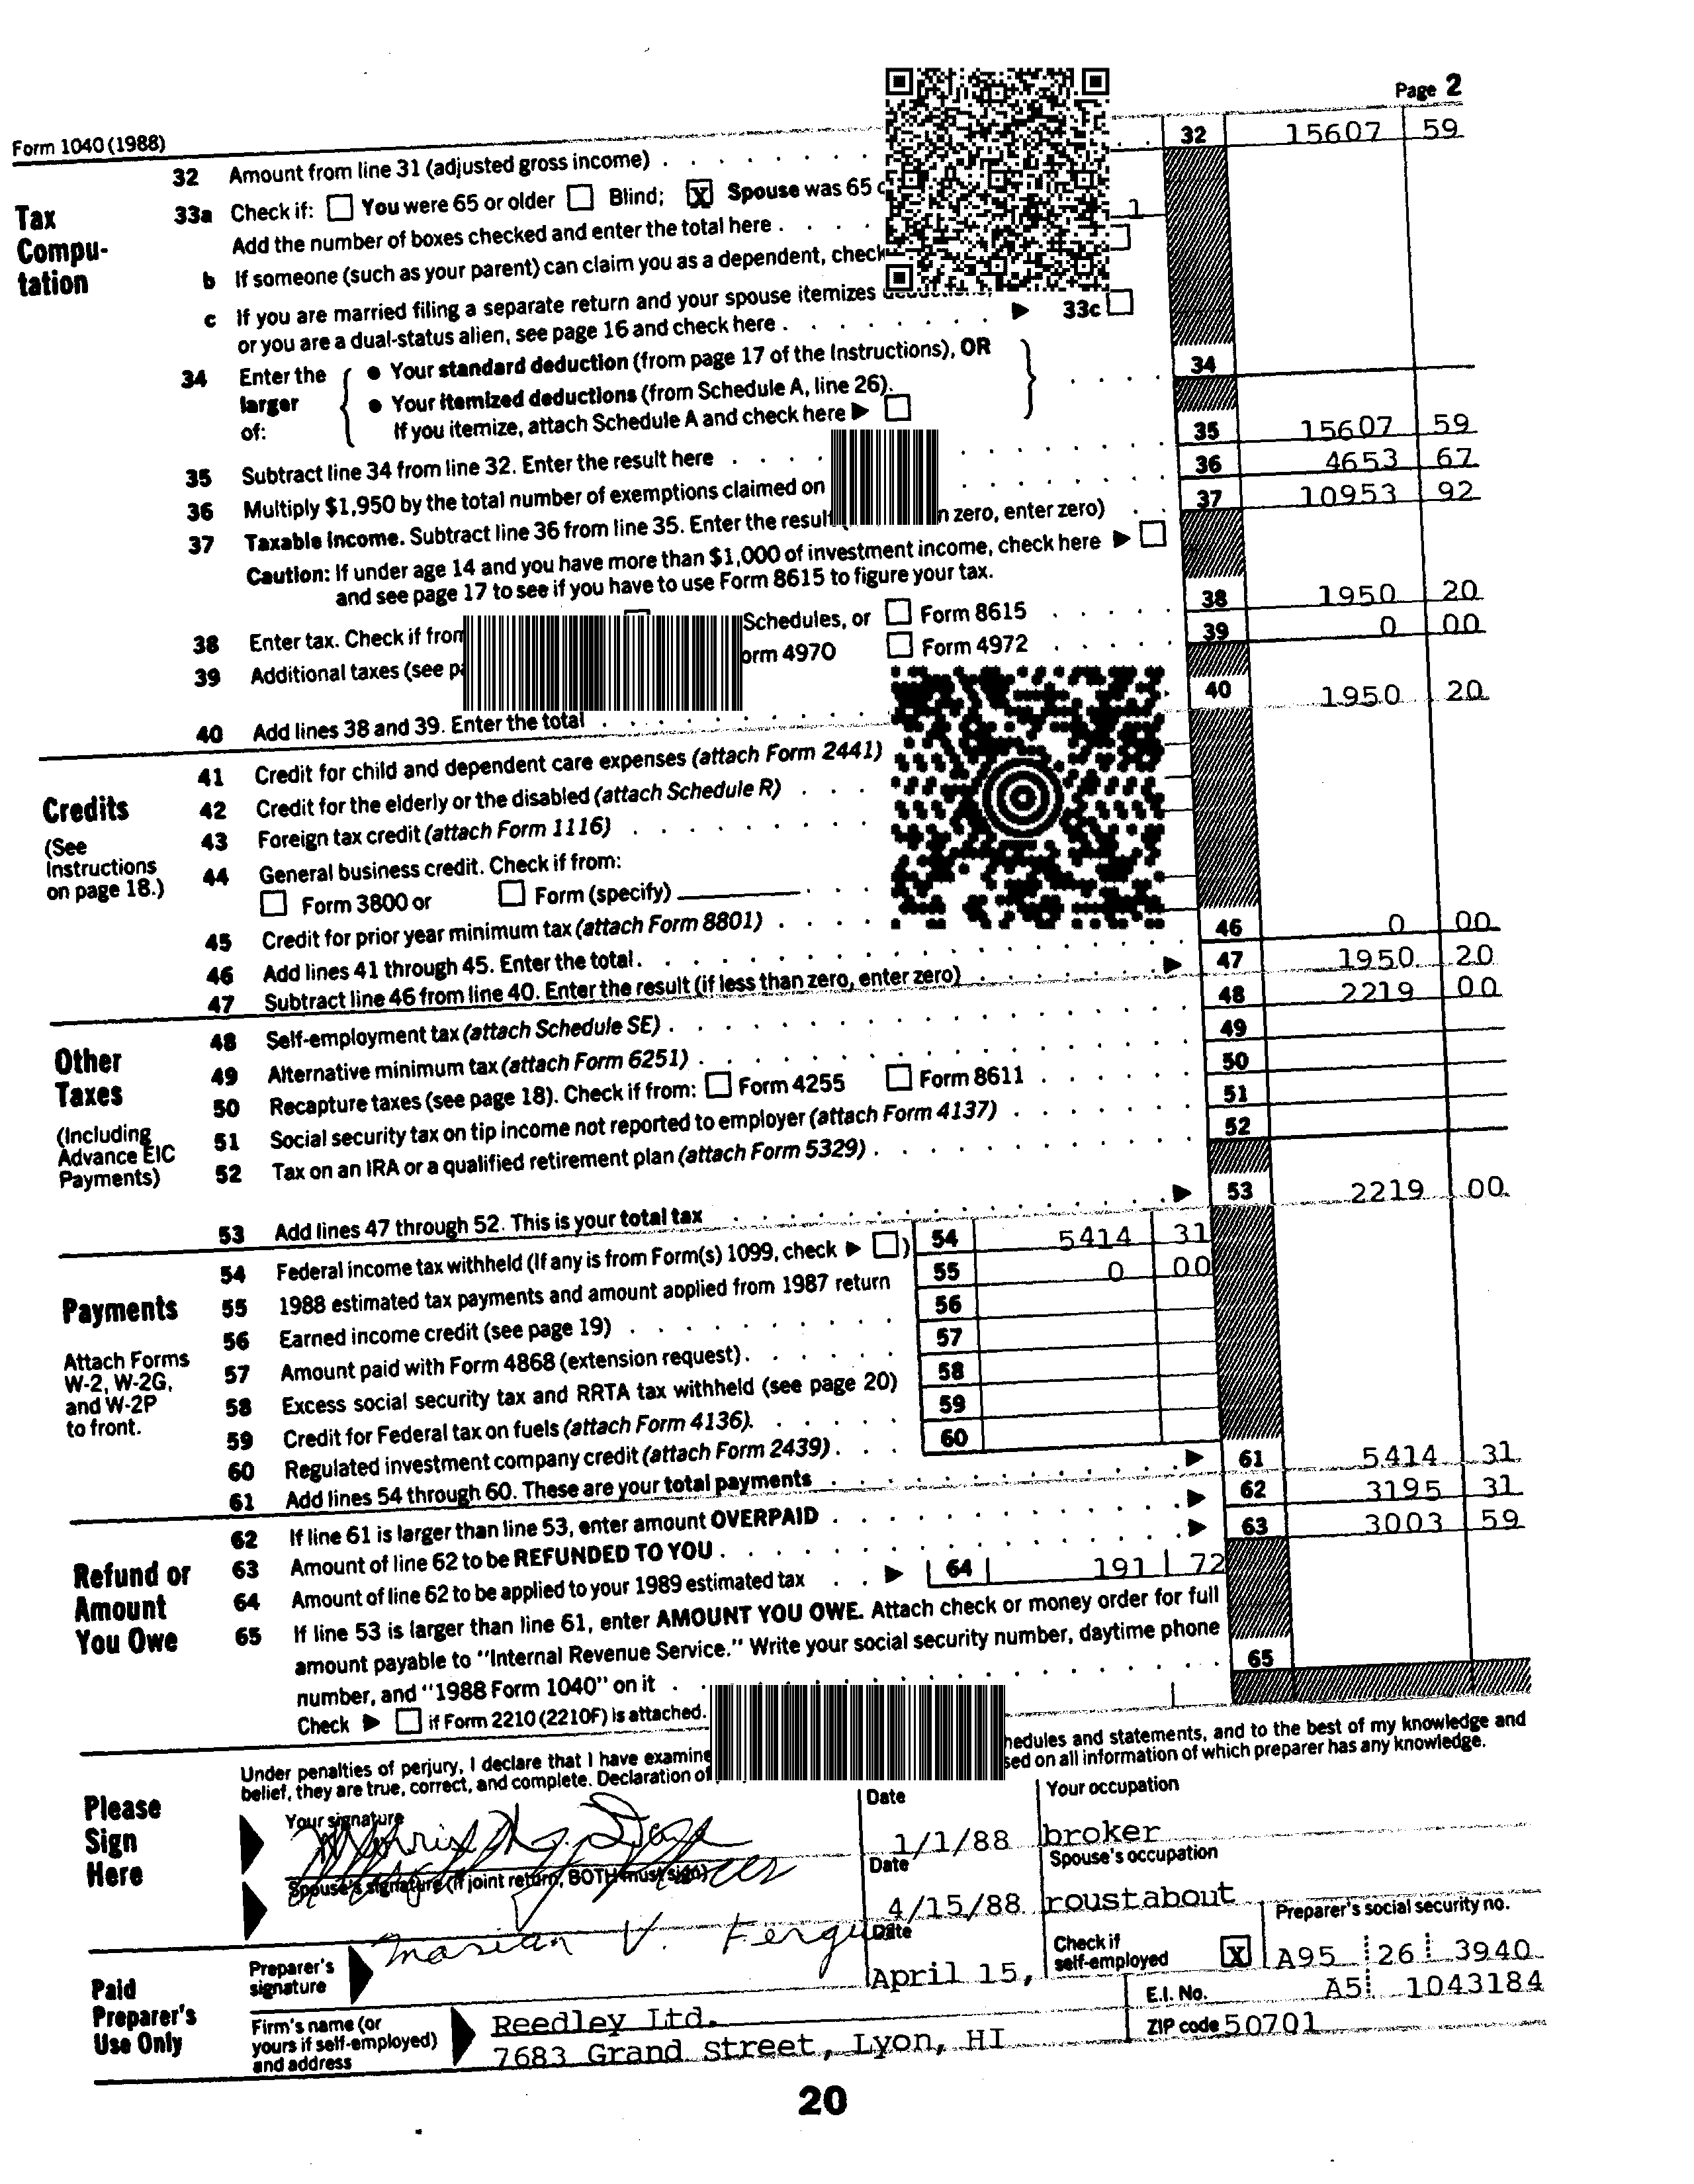 Page 2
Form 1040 (1988)
32 Amount from line 31 (adjusted gross income) 32 15607 59
Tax Compu-tation
33a Check if: You were 65 or older Blind; X Spouse was 65
Add the number of boxes checked and enter the total here 1
b If someone (such as your parent) can claim you as a dependent, check
c If you are married filing a separate return and your spouse itemizes
or you are a dual-status alien, see page 16 and check here ▶ 33c
34 Enter the larger of:
• Your standard deduction (from page 17 of the Instructions), OR 34
• Your itemized deductions (from Schedule A, line 26).
If you itemize, attach Schedule A and check here ▶
35 Subtract line 34 from line 32. Enter the result here 35 15607 59
36 Multiply $1,950 by the total number of exemptions claimed on 36 4653 67
37 Taxable income. Subtract line 36 from line 35. Enter the result zero, enter zero) 37 10953 92
Caution: If under age 14 and you have more than $1,000 of investment income, check here ▶
and see page 17 to see if you have to use Form 8615 to figure your tax.
38 Enter tax. Check if from Schedules, or Form 8615 38 1950 20
39 Additional taxes (see 4970 Form 4972 39 0 00
40 Add lines 38 and 39. Enter the total 40 1950 20
Credits
(See Instructions on page 18.)
41 Credit for child and dependent care expenses (attach Form 2441)
42 Credit for the elderly or the disabled (attach Schedule R)
43 Foreign tax credit (attach Form 1116)
44 General business credit. Check if from:
Form 3800 or Form (specify)
45 Credit for prior year minimum tax (attach Form 8801)
46 Add lines 41 through 45. Enter the total 46 0 00
47 Subtract line 46 from line 40. Enter the result (if less than zero, enter zero) ▶ 47 1950 20
Other Taxes
(Including Advance EIC Payments)
48 Self-employment tax (attach Schedule SE) 48 2219 00
49 Alternative minimum tax (attach Form 6251) 49
50 Recapture taxes (see page 18). Check if from: Form 4255 Form 8611 50
51 Social security tax on tip income not reported to employer (attach Form 4137) 51
52 Tax on an IRA or a qualified retirement plan (attach Form 5329) 52
53 Add lines 47 through 52. This is your total tax ▶ 53 2219 00
Payments
Attach Forms W-2, W-2G, and W-2P to front.
54 Federal income tax withheld (If any is from Form(s) 1099, check ▶ ) 54 5414 31
55 1988 estimated tax payments and amount applied from 1987 return 55 0 00
56 Earned income credit (see page 19) 56
57 Amount paid with Form 4868 (extension request) 57
58 Excess social security tax and RRTA tax withheld (see page 20) 58
59 Credit for Federal tax on fuels (attach Form 4136) 59
60 Regulated investment company credit (attach Form 2439) 60
61 Add lines 54 through 60. These are your total payments ▶ 61 5414 31
Refund or Amount You Owe
62 If line 61 is larger than line 53, enter amount OVERPAID ▶ 62 3195 31
63 Amount of line 62 to be REFUNDED TO YOU ▶ 63 3003 59
64 Amount of line 62 to be applied to your 1989 estimated tax ▶ 64 191 72
65 If line 53 is larger than line 61, enter AMOUNT YOU OWE. Attach check or money order for full
amount payable to "Internal Revenue Service." Write your social security number, daytime phone
number, and "1988 Form 1040" on it 65
Check ▶ if Form 2210 (2210F) is attached.
Under penalties of perjury, I declare that I have and statements, and to the best of my knowledge and
belief, they are true, correct, and complete. Declaration on all information of which preparer has any knowledge.
Please Sign Here
Your signature
Date
1/1/88
Your occupation
broker
Spouse's signature (if joint return, BOTH must sign)
Date
4/15/88
Spouse's occupation
roustabout
Paid Preparer's Use Only
Preparer's signature
Marian V.
Date
April 15,
Check if self-employed X
Preparer's social security no.
A95 26 3940
Firm's name (or yours if self-employed) and address
Reedley Ltd.
7683 Grand street, Lyon, HI
E.I. No. A5 1043184
ZIP code 50701
20